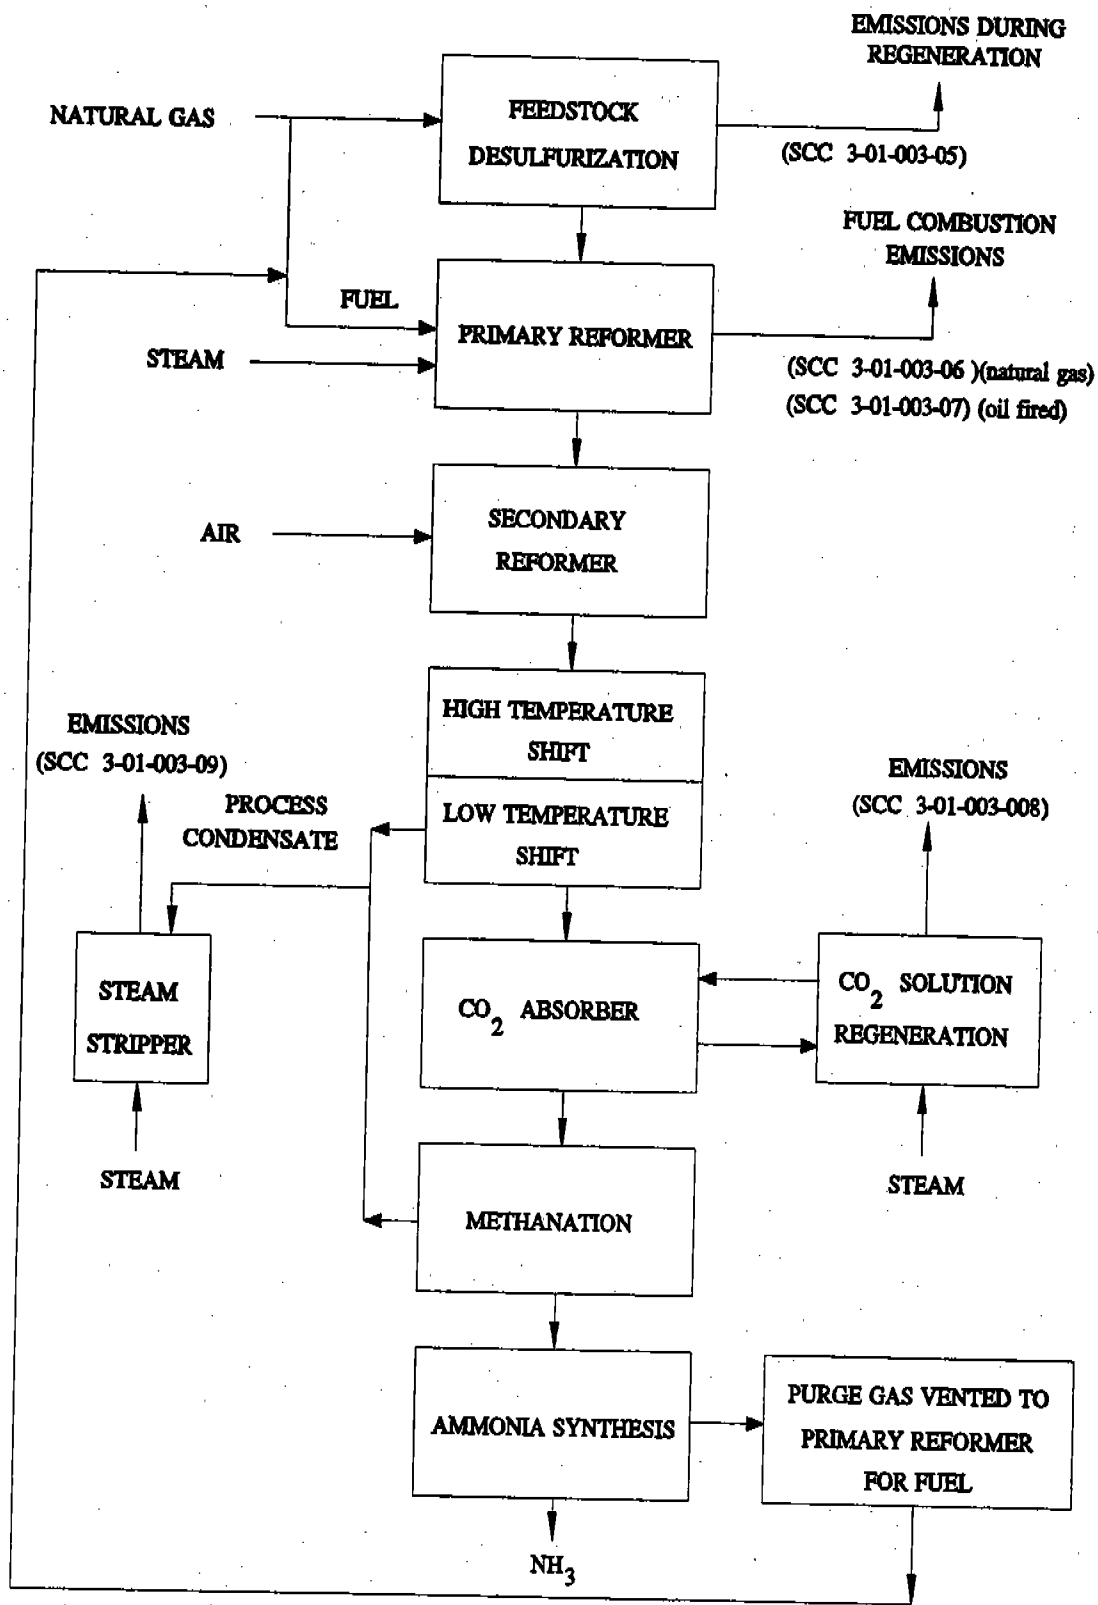 EMISSIONS DURING
REGENERATION
NATURAL GAS
FEEDSTOCK
DESULFURIZATION
(SCC 3-01-003-05)
FUEL COMBUSTION
EMISSIONS
FUEL
STEAM
PRIMARY REFORMER
(SCC 3-01-003-06 )(natural gas)
(SCC 3-01-003-07) (oil fired)
AIR
SECONDARY
REFORMER
HIGH TEMPERATURE
SHIFT
LOW TEMPERATURE
SHIFT
EMISSIONS
(SCC 3-01-003-09)
PROCESS
CONDENSATE
EMISSIONS
(SCC 3-01-003-008)
STEAM
STRIPPER
STEAM
CO2 ABSORBER
CO2 SOLUTION
REGENERATION
STEAM
METHANATION
AMMONIA SYNTHESIS
PURGE GAS VENTED TO
PRIMARY REFORMER
FOR FUEL
NH3